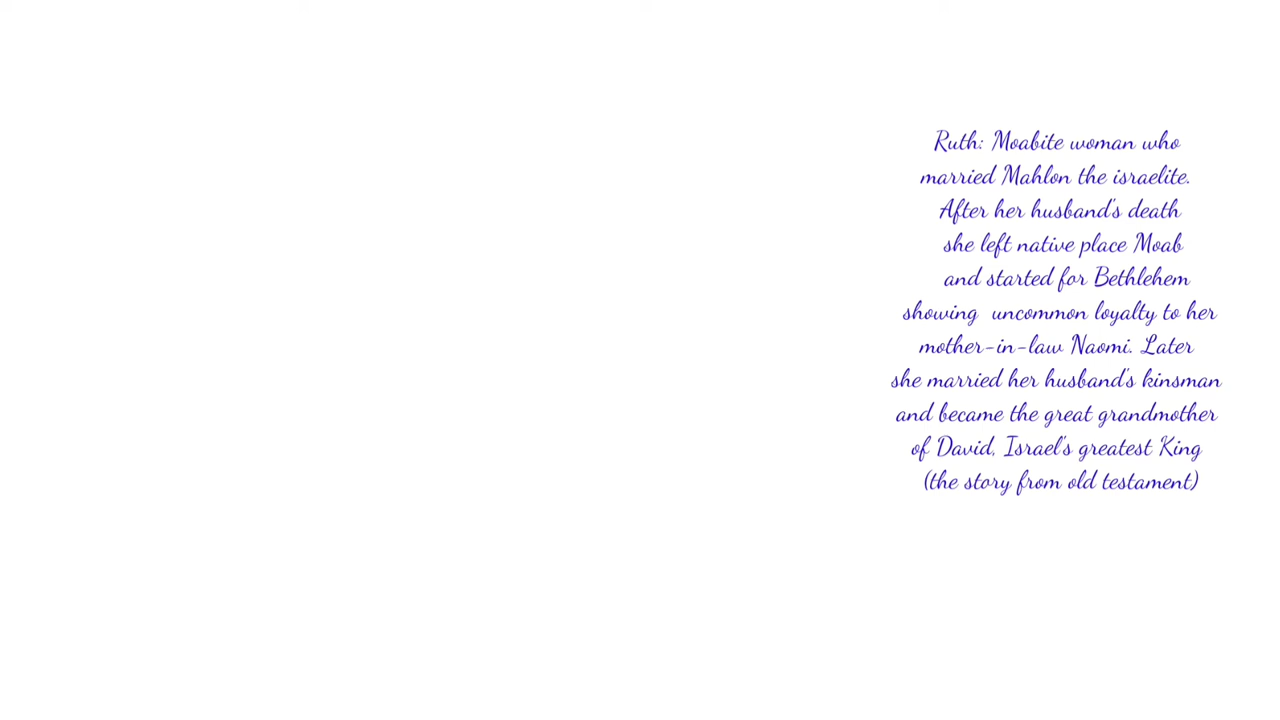 Ruth: Moabite woman who
married Mahlon the israelite.
After her husband's death
she left native place Moab
and started for Bethlehem
showing uncommon loyalty to her
mother-in-law Naomi. Later
she married her husband's kinsman
and became the great grandmother
of David, Israel's greatest King
(the story from old testament)